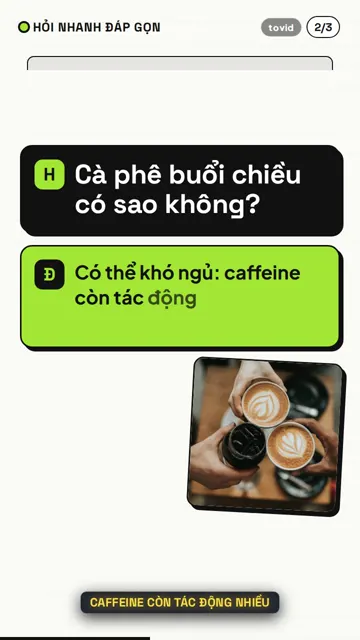 HỎI NHANH ĐÁP GỌN
tovid
2/3
H
Cà phê buổi chiều
có sao không?
Đ
Có thể khó ngủ: caffeine
còn tác động
CAFFEINE CÒN TÁC ĐỘNG NHIỀU